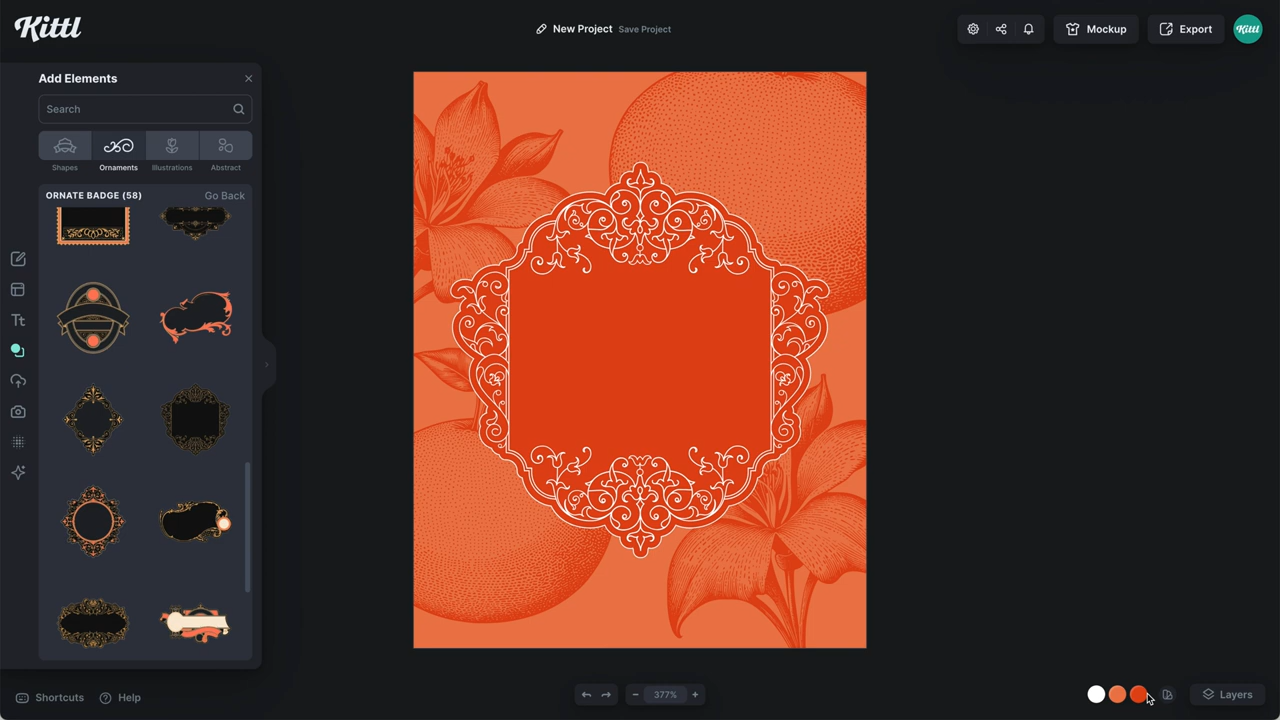 Kittl
New Project Save Project
Mockup
Export
Kittl
Add Elements
Search
Shapes Ornaments Illustrations Abstract
ORNATE BADGE (58) Go Back
Tt
Shortcuts
Help
377%
Layers